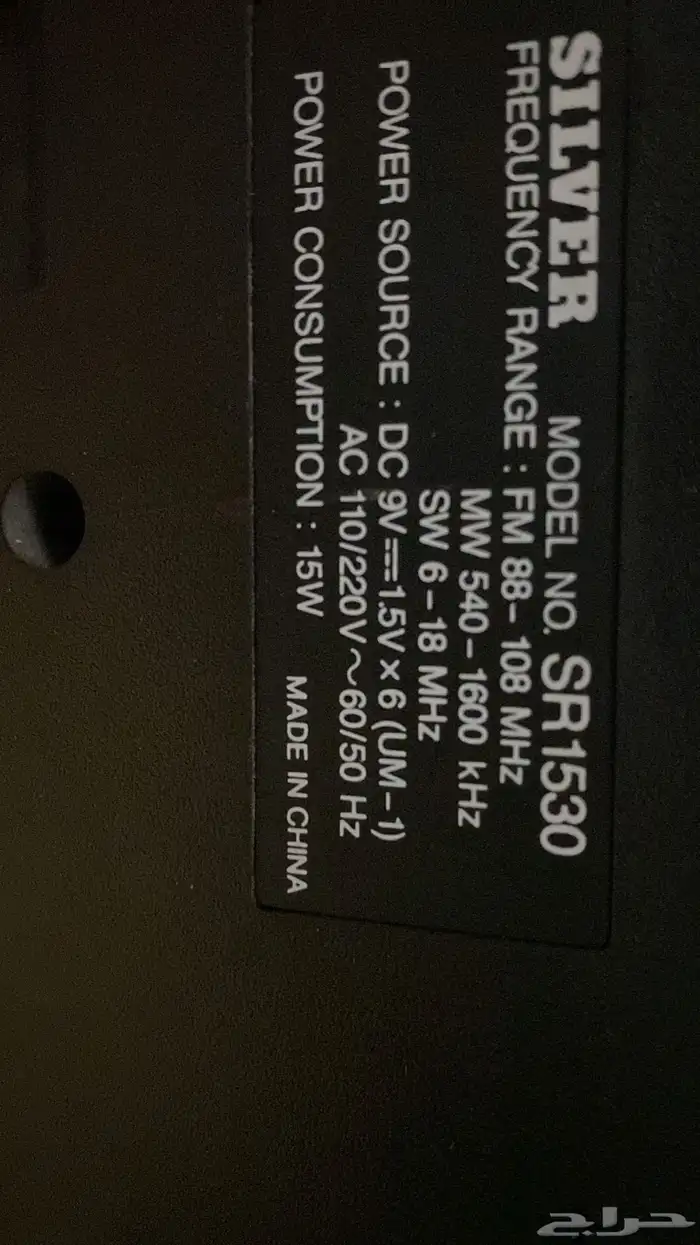 SILVER MODEL NO. SR1530
FREQUENCY RANGE : FM 88-108 MHz
MW 540-1600 kHz
SW 6-18 MHz
POWER SOURCE : DC 9V⎓1.5V×6 (UM-1)
AC 110/220V~60/50 Hz
POWER CONSUMPTION : 15W MADE IN CHINA
حراج